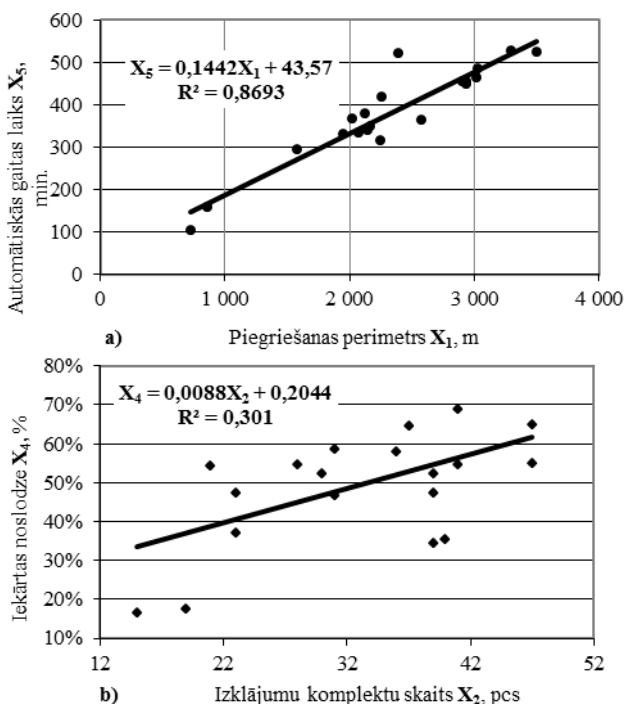 600
500
400
300
200
100
0
X5 = 0,1442X1 + 43,57
R² = 0,8693
Automātiskās gaitas laiks X5,
min.
0
1 000
2 000
3 000
4 000
a)
Piegriešanas perimetrs X1, m
80%
70%
60%
50%
40%
30%
20%
10%
X4 = 0,0088X2 + 0,2044
R² = 0,301
Iekārtas noslodze X4, %
12
22
32
42
52
b)
Izklājumu komplektu skaits X2, pcs